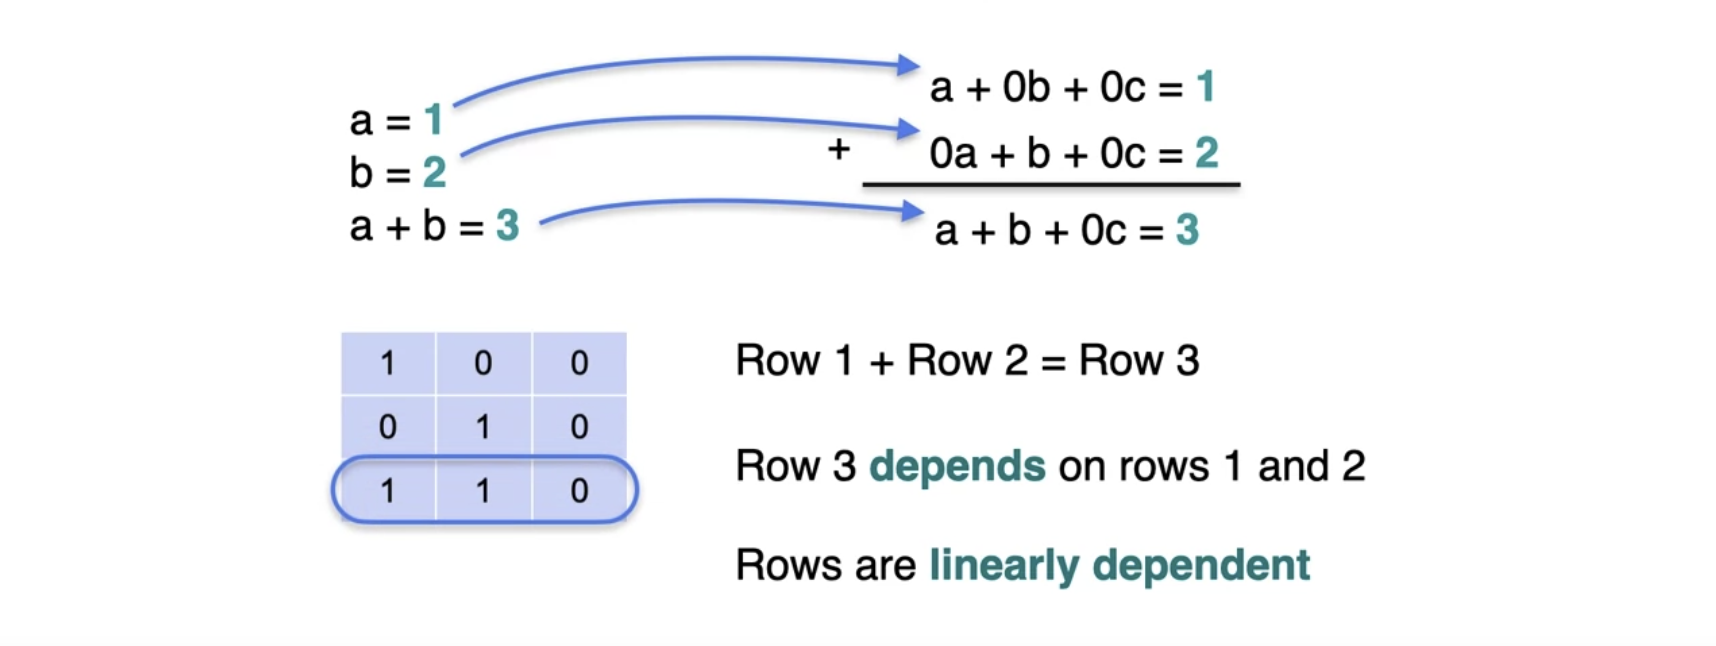 a = 1
b = 2
a + b = 3
a + 0b + 0c = 1
+ 0a + b + 0c = 2
a + b + 0c = 3
1 0 0
0 1 0
1 1 0
Row 1 + Row 2 = Row 3
Row 3 depends on rows 1 and 2
Rows are linearly dependent